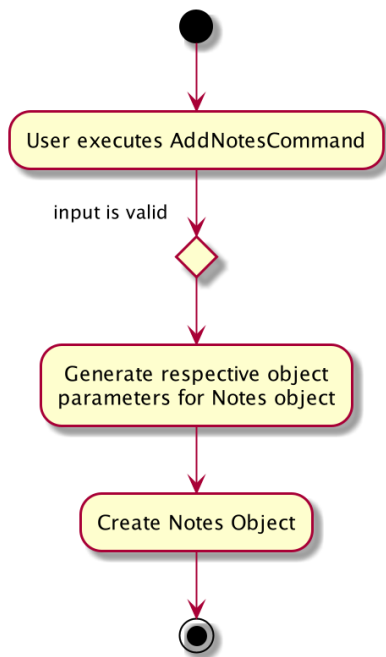 User executes AddNotesCommand
input is valid
Generate respective object
parameters for Notes object
Create Notes Object